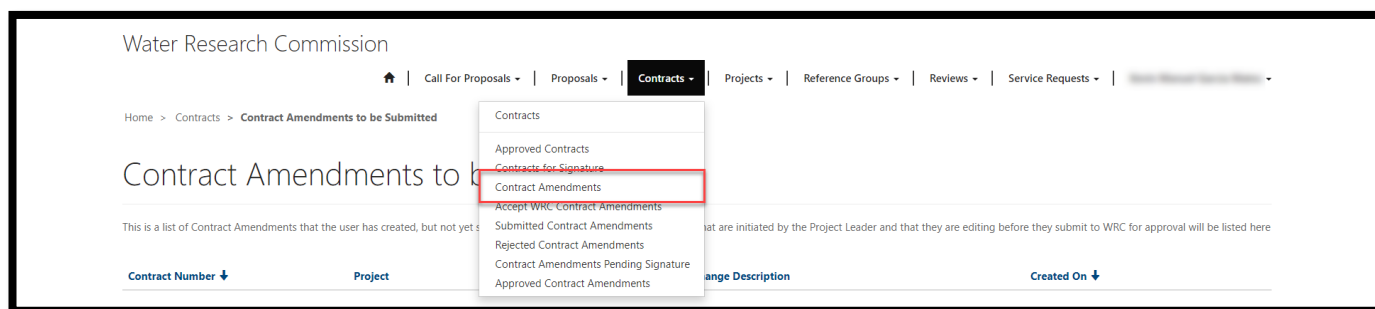 Water Research Commission
Call For Proposals Proposals Contracts Projects Reference Groups Reviews Service Requests
Home > Contracts > Contract Amendments to be Submitted
Contracts
Approved Contracts
Contracts for Signature
Contract Amendments
Accept WRC Contract Amendments
Submitted Contract Amendments
Rejected Contract Amendments
Contract Amendments Pending Signature
Approved Contract Amendments
Contract Amendments to
This is a list of Contract Amendments that the user has created, but not yet are initiated by the Project Leader and that they are editing before they submit to WRC for approval will be listed here
Contract Number Project Description Created On